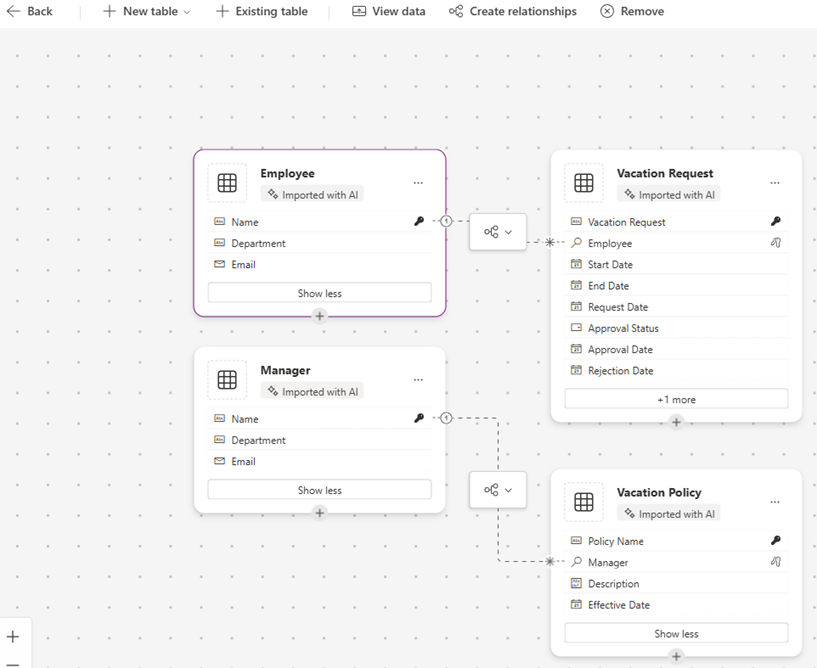 Back New table Existing table View data Create relationships Remove
Employee
Imported with AI
Name
Department
Email
Show less
Vacation Request
Imported with AI
Vacation Request
Employee
Start Date
End Date
Request Date
Approval Status
Approval Date
Rejection Date
+1 more
Manager
Imported with AI
Name
Department
Email
Show less
Vacation Policy
Imported with AI
Policy Name
Manager
Description
Effective Date
Show less